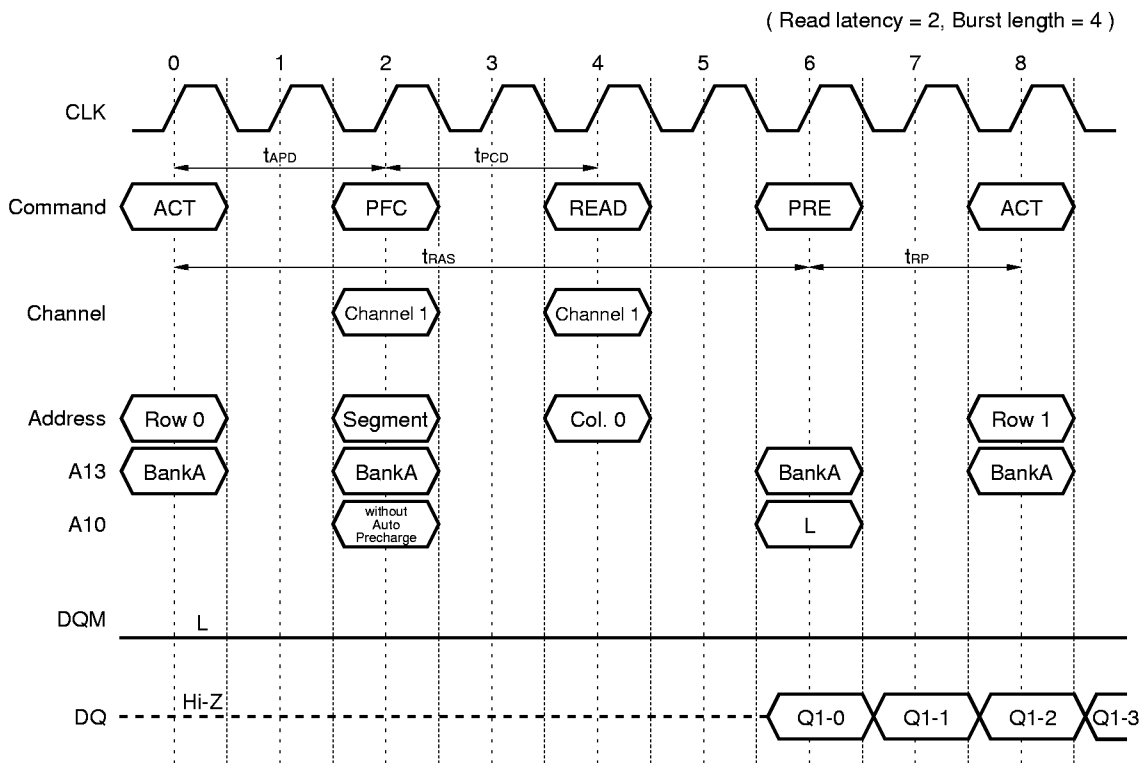 ( Read latency = 2, Burst length = 4 )
0 1 2 3 4 5 6 7 8
CLK
tAPD tPCD
Command ACT PFC READ PRE ACT
tRAS tRP
Channel Channel 1 Channel 1
Address Row 0 Segment Col. 0 Row 1
A13 BankA BankA BankA BankA
A10 without Auto Precharge L
DQM L
DQ Hi-Z Q1-0 Q1-1 Q1-2 Q1-3